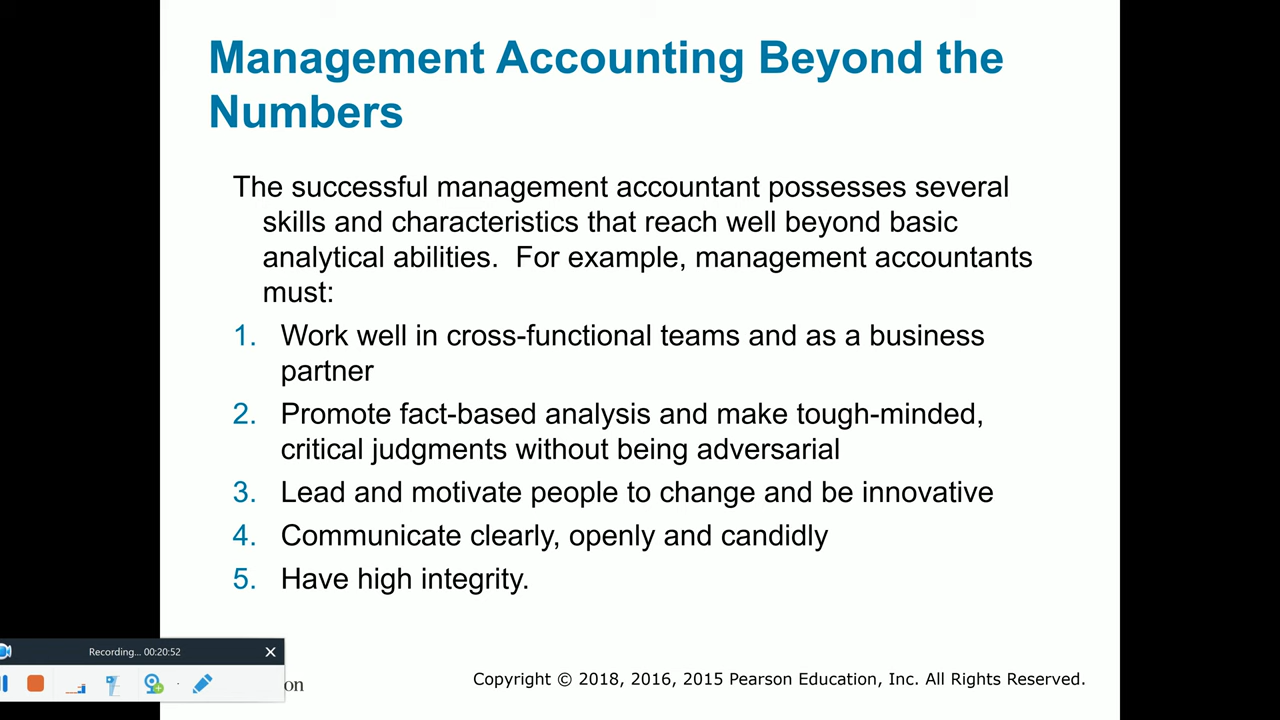 Management Accounting Beyond the
Numbers
The successful management accountant possesses several
skills and characteristics that reach well beyond basic
analytical abilities.  For example, management accountants
must:
1. Work well in cross-functional teams and as a business
partner
2. Promote fact-based analysis and make tough-minded,
critical judgments without being adversarial
3. Lead and motivate people to change and be innovative
4. Communicate clearly, openly and candidly
5. Have high integrity.
Recording... 00:20:52
on
Copyright © 2018, 2016, 2015 Pearson Education, Inc. All Rights Reserved.